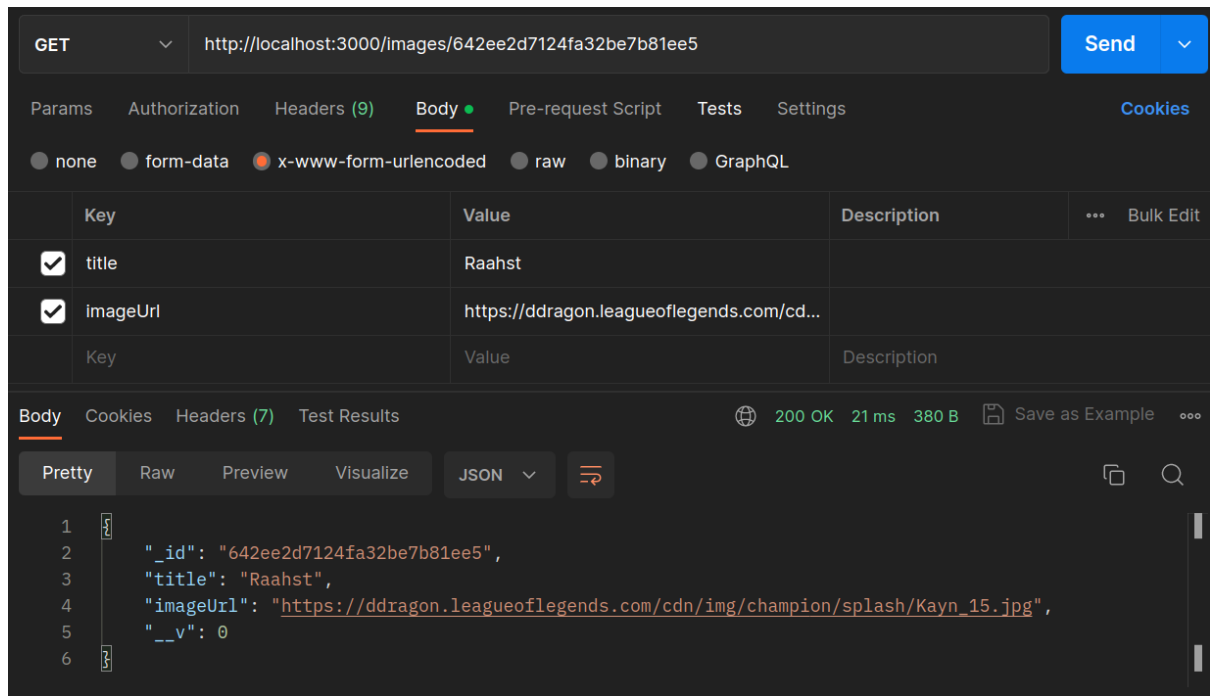 GET http://localhost:3000/images/642ee2d7124fa32be7b81ee5 Send
Params Authorization Headers (9) Body Pre-request Script Tests Settings Cookies
none form-data x-www-form-urlencoded raw binary GraphQL
Key Value Description Bulk Edit
title Raahst
imageUrl https://ddragon.leagueoflegends.com/cd...
Key Value Description
Body Cookies Headers (7) Test Results 200 OK 21 ms 380 B Save as Example
Pretty Raw Preview Visualize JSON
1 {
2 "_id": "642ee2d7124fa32be7b81ee5",
3 "title": "Raahst",
4 "imageUrl": "https://ddragon.leagueoflegends.com/cdn/img/champion/splash/Kayn_15.jpg",
5 "__v": 0
6 }